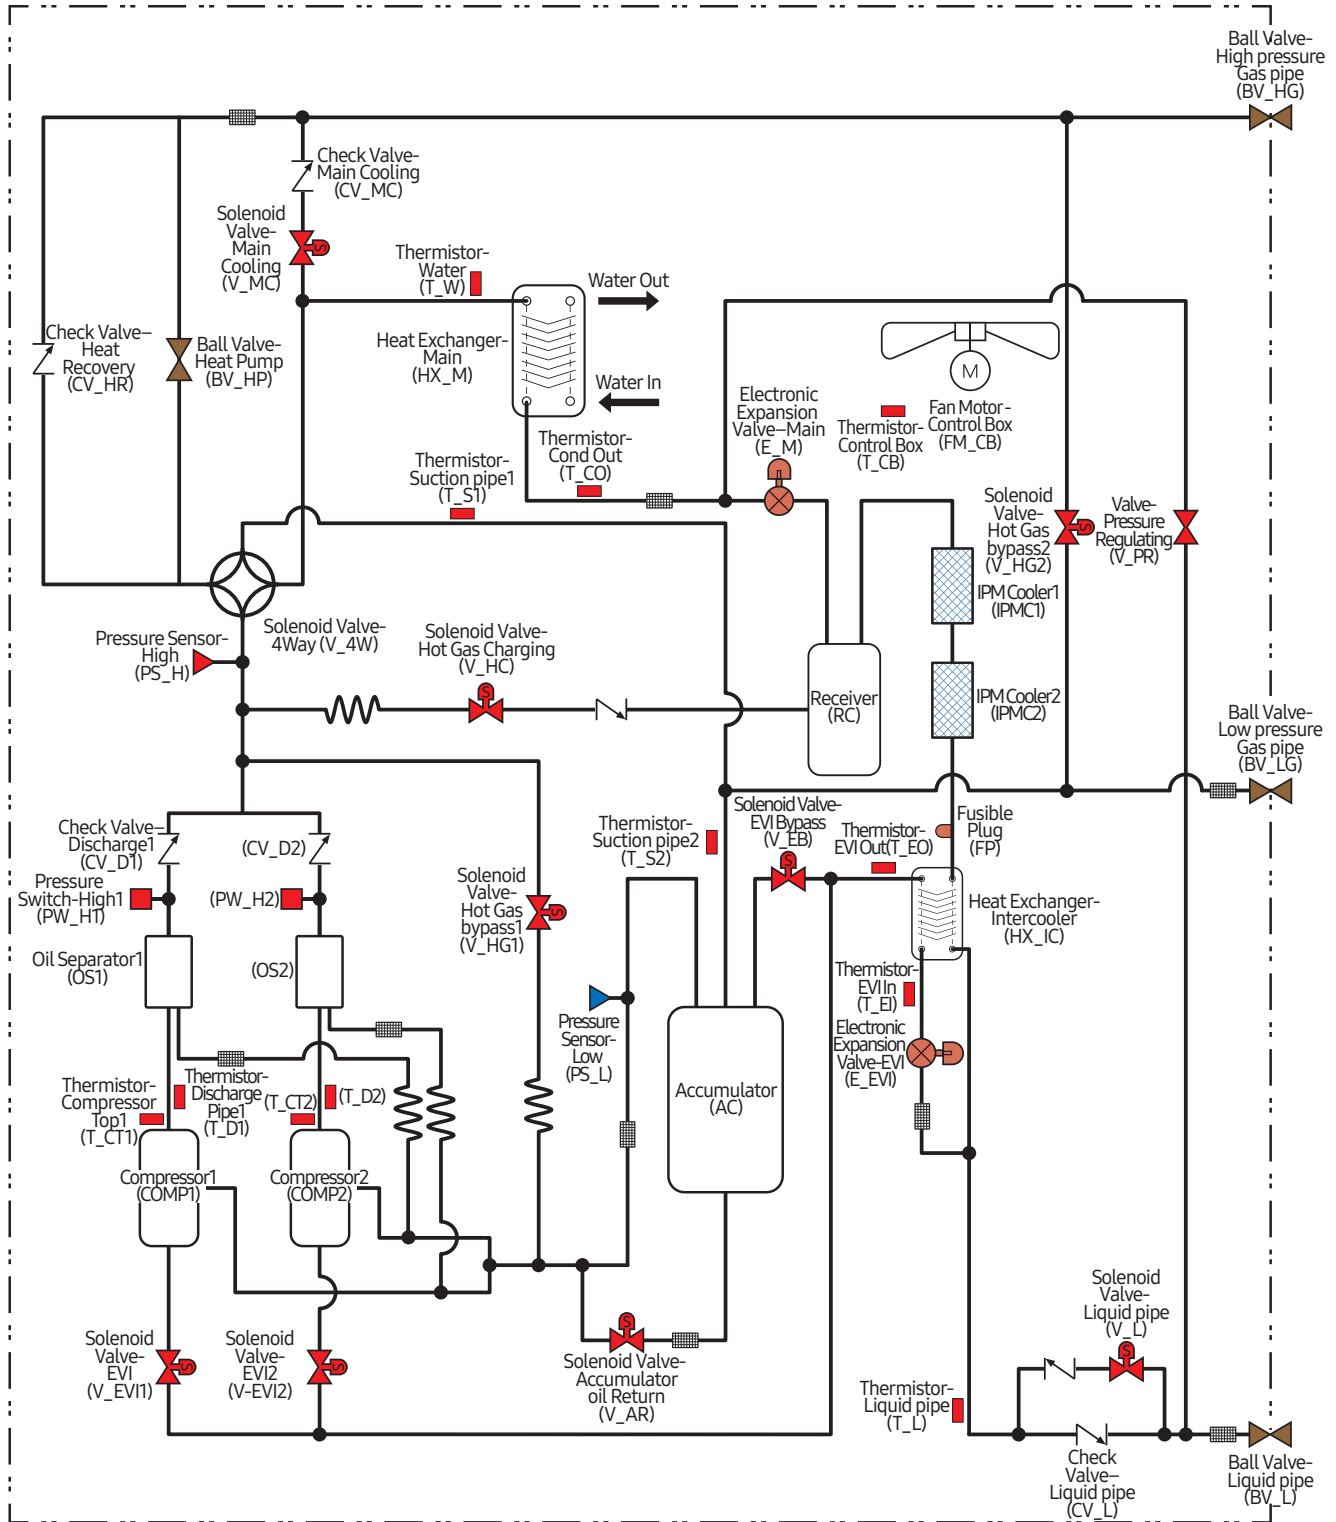 Ball Valve-
High pressure
Gas pipe
(BV_HG)
Check Valve-
Main Cooling
(CV_MC)
Solenoid
Valve-
Main
Cooling
(V_MC)
Thermistor-
Water
(T_W)
Water Out
Check Valve–
Heat
Recovery
(CV_HR)
Ball Valve-
Heat Pump
(BV_HP)
Heat Exchanger-
Main
(HX_M)
Water In
M
Electronic
Expansion
Valve–Main
(E_M)
Thermistor-
Control Box
(T_CB)
Fan Motor-
Control Box
(FM_CB)
Thermistor-
Cond Out
(T_CO)
Thermistor-
Suction pipe1
(T_S1)
Solenoid
Valve-
Hot Gas
bypass2
(V_HG2)
S
S
Valve-
Pressure
Regulating
(V_PR)
IPM Cooler1
(IPMC1)
Pressure Sensor-
High
(PS_H)
Solenoid Valve-
4Way (V_4W)
Solenoid Valve-
Hot Gas Charging
(V_HC)
S
Receiver
(RC)
IPM Cooler2
(IPMC2)
Ball Valve-
Low pressure
Gas pipe
(BV_LG)
Check Valve–
Discharge1
(CV_D1)
(CV_D2)
Thermistor-
Suction pipe2
(T_S2)
Solenoid Valve-
EVI Bypass
(V_EB)
S
Thermistor-
EVI Out(T_EO)
Fusible
Plug
(FP)
Pressure
Switch-High1
(PW_H1)
(PW_H2)
Solenoid
Valve-
Hot Gas
bypass1
(V_HG1)
S
Heat Exchanger-
Intercooler
(HX_IC)
Oil Separator1
(OS1)
(OS2)
Thermistor-
EVI In
(T_EI)
Pressure
Sensor-
Low
(PS_L)
Electronic
Expansion
Valve-EVI
(E_EVI)
Thermistor-
Compressor
Top1
(T_CT1)
Thermistor-
Discharge
Pipe1
(T_D1)
(T_CT2)
(T_D2)
Accumulator
(AC)
Compressor1
(COMP1)
Compressor2
(COMP2)
Solenoid
Valve-
EVI
(V_EVI1)
S
Solenoid
Valve-
EVI2
(V-EVI2)
S
S
Solenoid Valve-
Accumulator
oil Return
(V_AR)
Thermistor-
Liquid pipe
(T_L)
Solenoid
Valve-
Liquid pipe
(V_L)
S
Check
Valve–
Liquid pipe
(CV_L)
Ball Valve-
Liquid pipe
(BV_L)